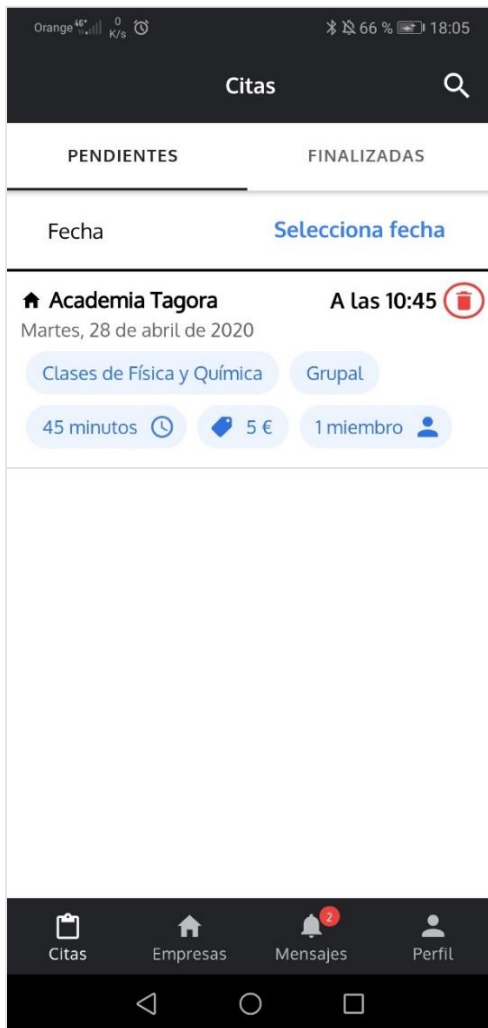 Orange 4G+ 0 K/s 66 % 18:05
Citas
PENDIENTES FINALIZADAS
Fecha Selecciona fecha
Academia Tagora A las 10:45
Martes, 28 de abril de 2020
Clases de Física y Química Grupal
45 minutos 5 € 1 miembro
2
Citas Empresas Mensajes Perfil